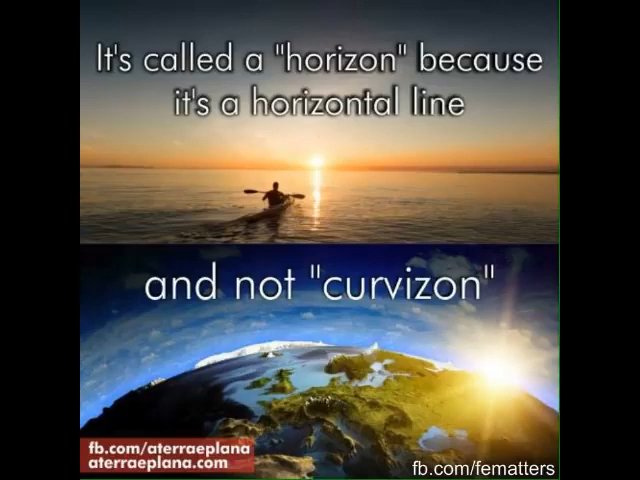 It's called a "horizon" because
it's a horizontal line
and not "curvizon"
fb.com/aterraeplana
aterraeplana.com
fb.com/fematters